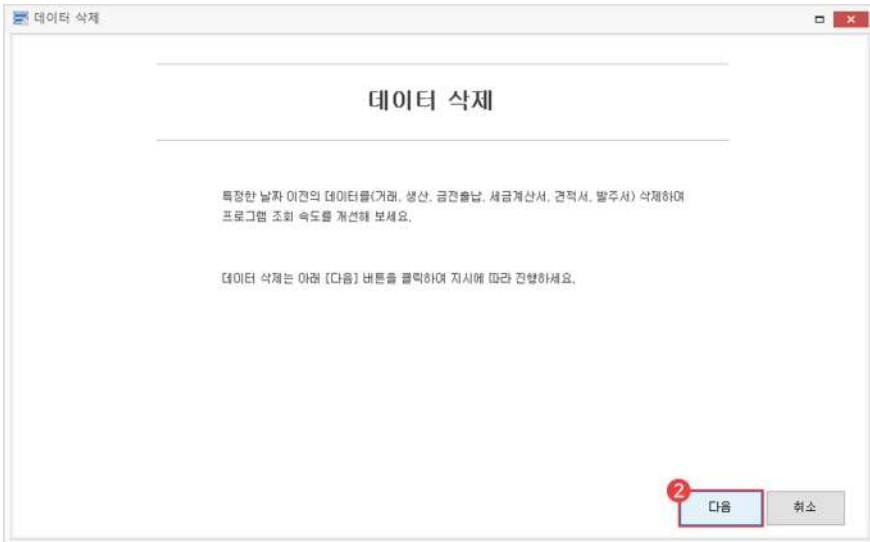 데이터 삭제
데이터 삭제
특정한 날짜 이전의 데이터를(거래, 생산, 금전출납, 세금계산서, 견적서, 발주서) 삭제하여
프로그램 조회 속도를 개선해 보세요.
데이터 삭제는 아래 [다음] 버튼을 클릭하여 지시에 따라 진행하세요.
2
다음 취소